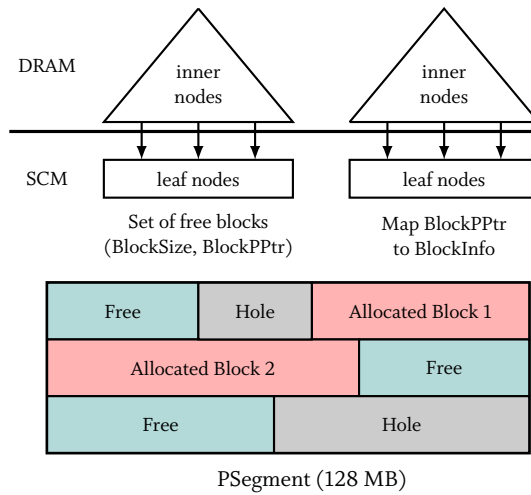 DRAM
inner
nodes
inner
nodes
SCM
leaf nodes
leaf nodes
Set of free blocks
(BlockSize, BlockPPtr)
Map BlockPPtr
to BlockInfo
Free
Hole
Allocated Block 1
Allocated Block 2
Free
Free
Hole
PSegment (128 MB)